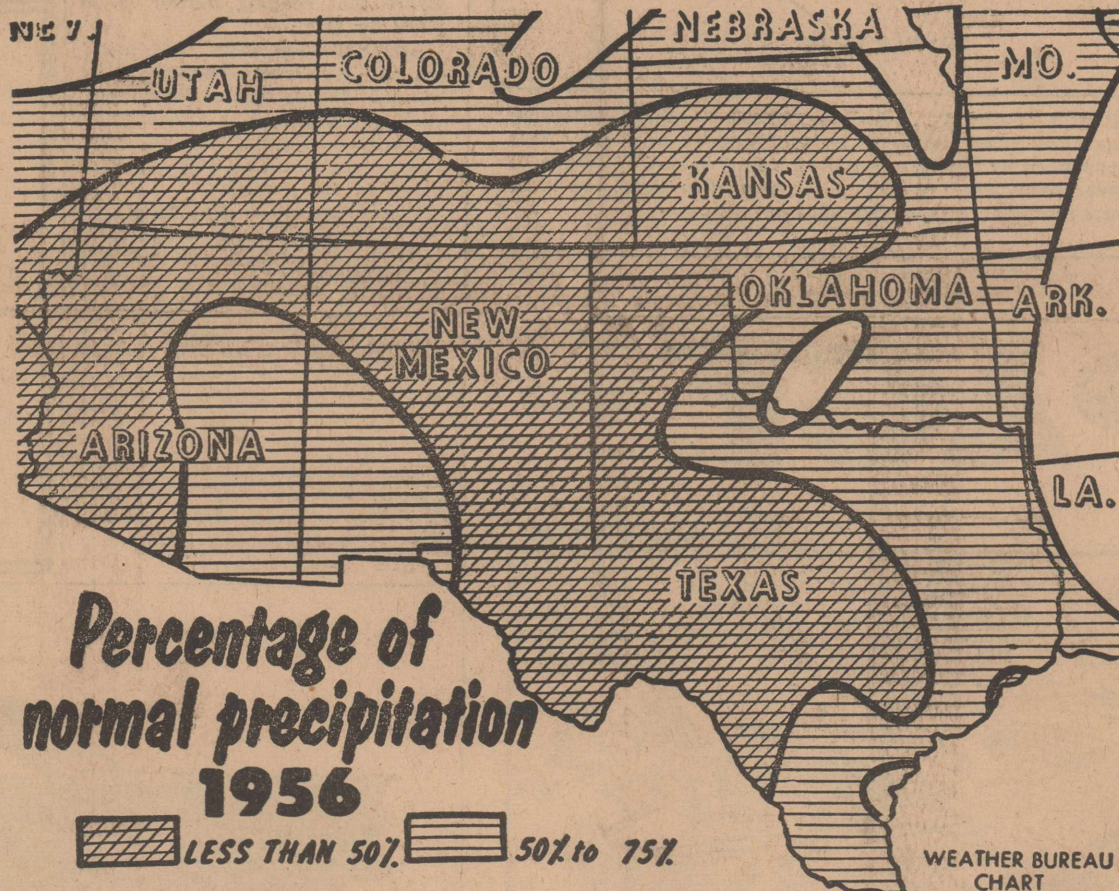 NEV.
UTAH
COLORADO
NEBRASKA
MO.
KANSAS
OKLAHOMA
ARK.
NEW
MEXICO
ARIZONA
LA.
TEXAS
Percentage of
normal precipitation
1956
LESS THAN 50%
50% to 75%
WEATHER BUREAU
CHART